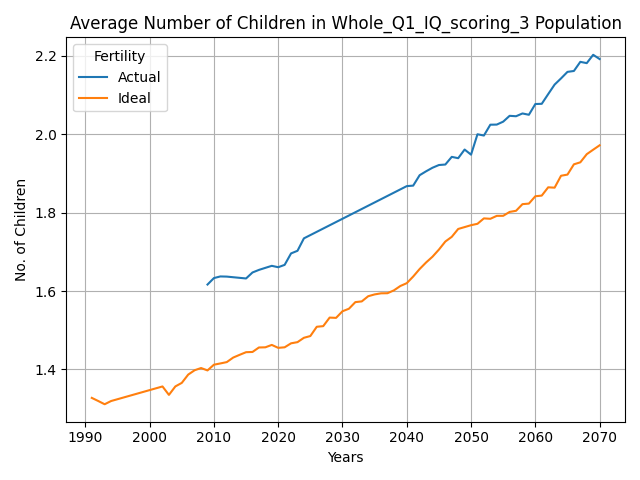 Average Number of Children in Whole_Q1_IQ_scoring_3 Population
Fertility
Actual
Ideal
No. of Children
2.2
2.0
1.8
1.6
1.4
1990 2000 2010 2020 2030 2040 2050 2060 2070
Years